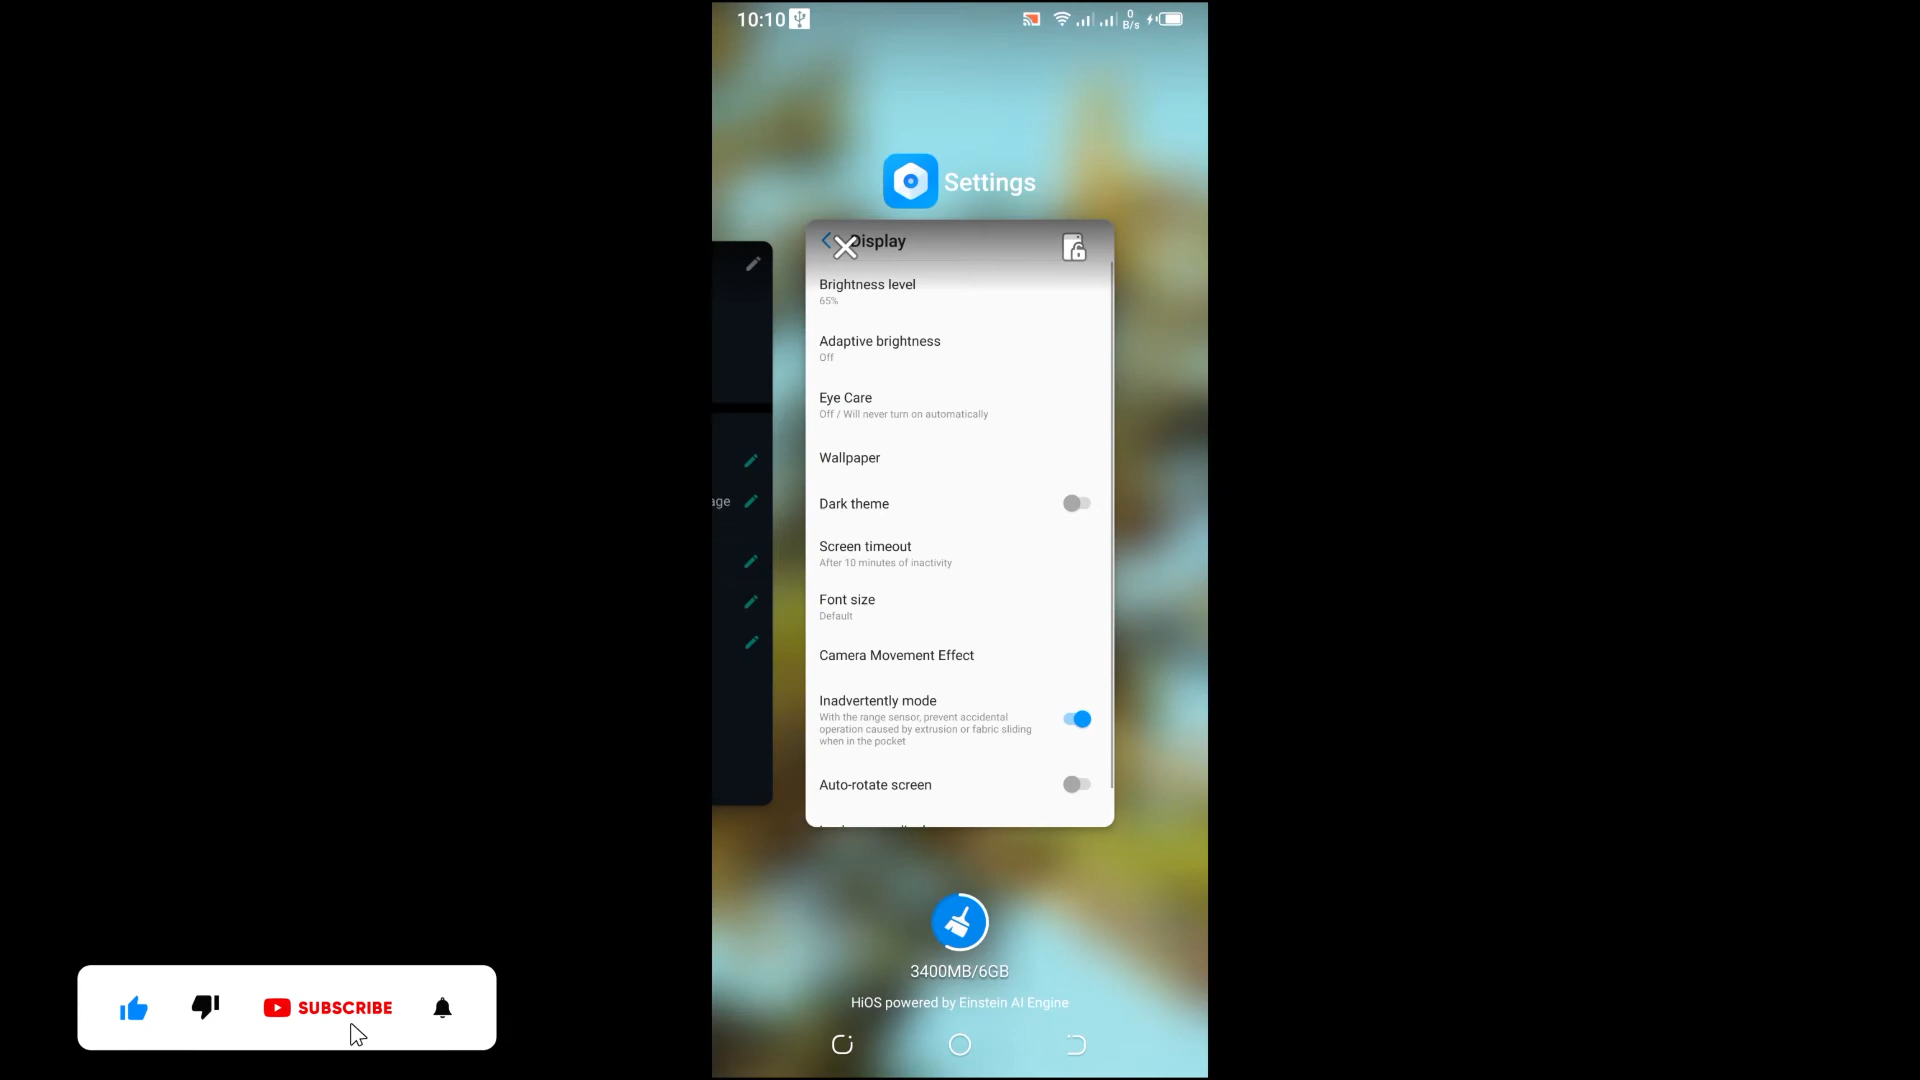 10:10
0
B/s
Settings
Display
Brightness level
65%
Adaptive brightness
Off
Eye Care
Off / Will never turn on automatically
Wallpaper
Dark theme
age
Screen timeout
After 10 minutes of inactivity
Font size
Default
Camera Movement Effect
Inadvertently mode
With the range sensor, prevent accidental
operation caused by extrusion or fabric sliding
when in the pocket
Auto-rotate screen
3400MB/6GB
HiOS powered by Einstein AI Engine
SUBSCRIBE